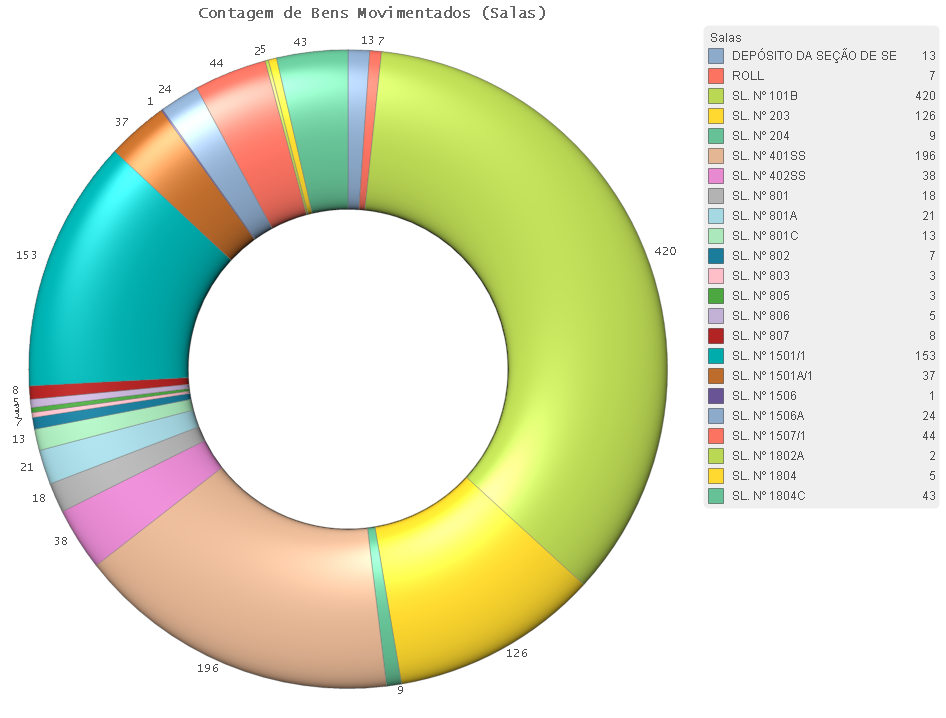 Contagem de Bens Movimentados (Salas)
13
7
420
126
9
196
38
18
21
13
7
3
3
5
8
153
37
1
24
44
2
5
43
Salas
DEPÓSITO DA SEÇÃO DE SE 13
ROLL 7
SL. Nº 101B 420
SL. Nº 203 126
SL. Nº 204 9
SL. Nº 401SS 196
SL. Nº 402SS 38
SL. Nº 801 18
SL. Nº 801A 21
SL. Nº 801C 13
SL. Nº 802 7
SL. Nº 803 3
SL. Nº 805 3
SL. Nº 806 5
SL. Nº 807 8
SL. Nº 1501/1 153
SL. Nº 1501A/1 37
SL. Nº 1506 1
SL. Nº 1506A 24
SL. Nº 1507/1 44
SL. Nº 1802A 2
SL. Nº 1804 5
SL. Nº 1804C 43